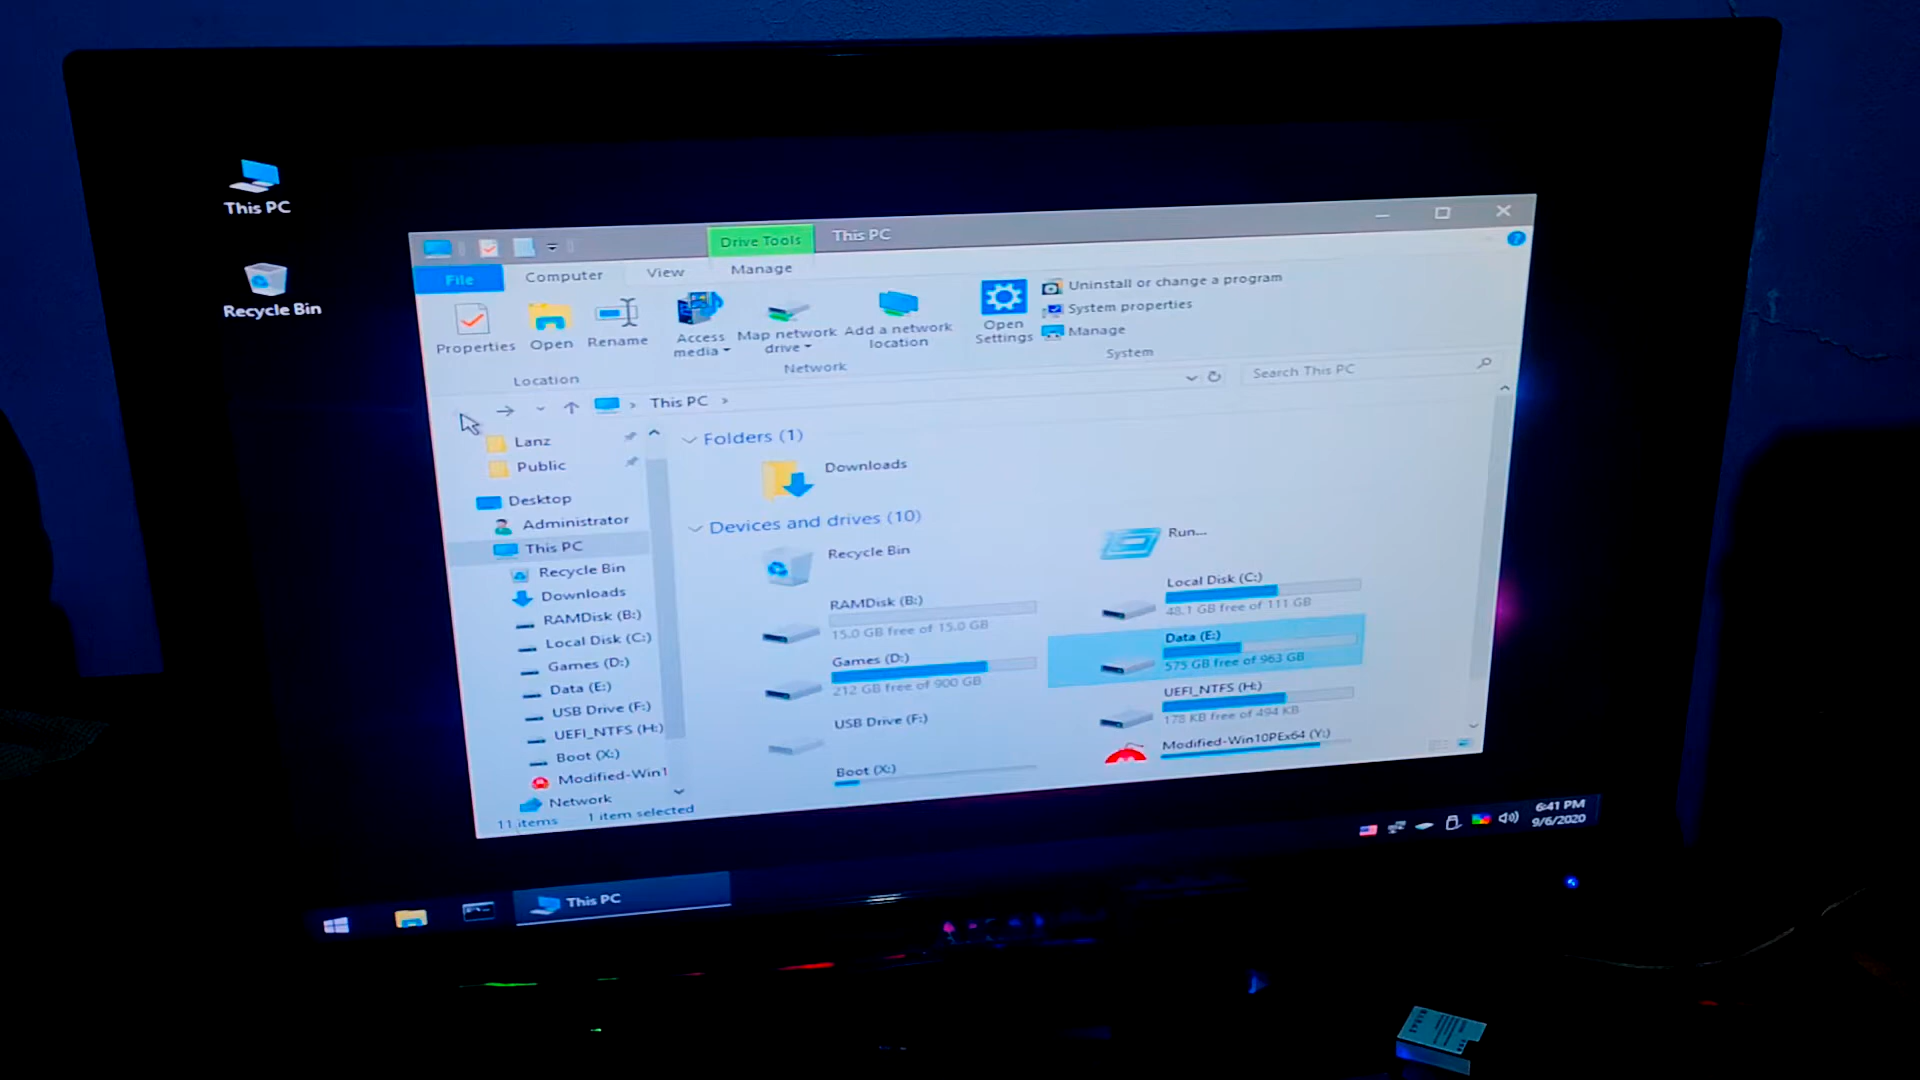 This PC
Recycle Bin
Drive Tools
This PC
File
Computer
View
Manage
Properties
Open
Rename
Access media
Map network drive
Add a network location
Open Settings
Uninstall or change a program
System properties
Manage
Location
Network
System
This PC
Search This PC
Lanz
Public
Desktop
Administrator
This PC
Recycle Bin
Downloads
RAMDisk (B:)
Local Disk (C:)
Games (D:)
Data (E:)
USB Drive (F:)
UEFI_NTFS (H:)
Boot (X:)
Modified-Win1
Network
Folders (1)
Downloads
Devices and drives (10)
Recycle Bin
Run...
RAMDisk (B:)
15.0 GB free of 15.0 GB
Local Disk (C:)
48.1 GB free of 111 GB
Games (D:)
212 GB free of 900 GB
Data (E:)
575 GB free of 963 GB
USB Drive (F:)
UEFI_NTFS (H:)
178 KB free of 494 KB
Boot (X:)
Modified-Win10PEx64 (Y:)
11 items
1 item selected
6:41 PM
9/6/2020
This PC